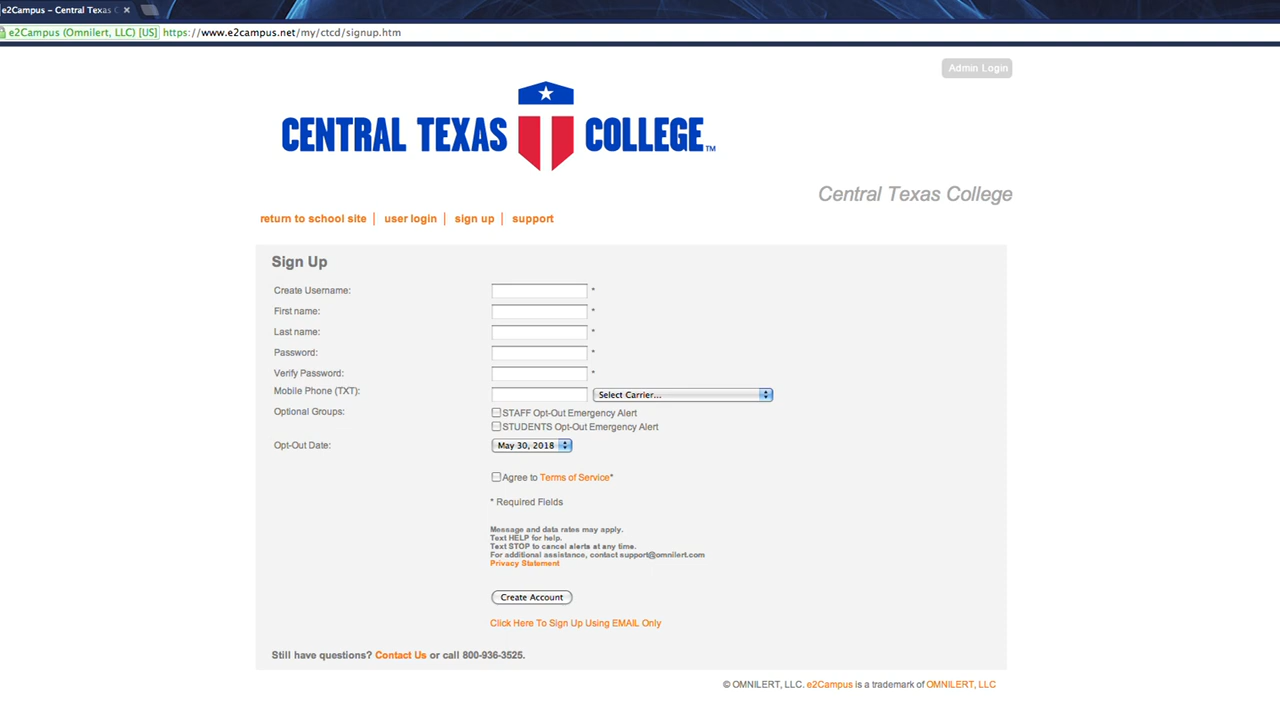 e2Campus – Central Texas C
e2Campus (Omnilert, LLC) [US] https://www.e2campus.net/my/ctcd/signup.htm
Admin Login
CENTRAL TEXAS COLLEGE™
Central Texas College
return to school site | user login | sign up | support
Sign Up
Create Username: *
First name: *
Last name: *
Password: *
Verify Password: *
Mobile Phone (TXT): Select Carrier...
Optional Groups: STAFF Opt-Out Emergency Alert
STUDENTS Opt-Out Emergency Alert
Opt-Out Date: May 30, 2018
Agree to Terms of Service*
* Required Fields
Message and data rates may apply.
Text HELP for help.
Text STOP to cancel alerts at any time.
For additional assistance, contact support@omnilert.com
Privacy Statement
Create Account
Click Here To Sign Up Using EMAIL Only
Still have questions? Contact Us or call 800-936-3525.
© OMNILERT, LLC. e2Campus is a trademark of OMNILERT, LLC